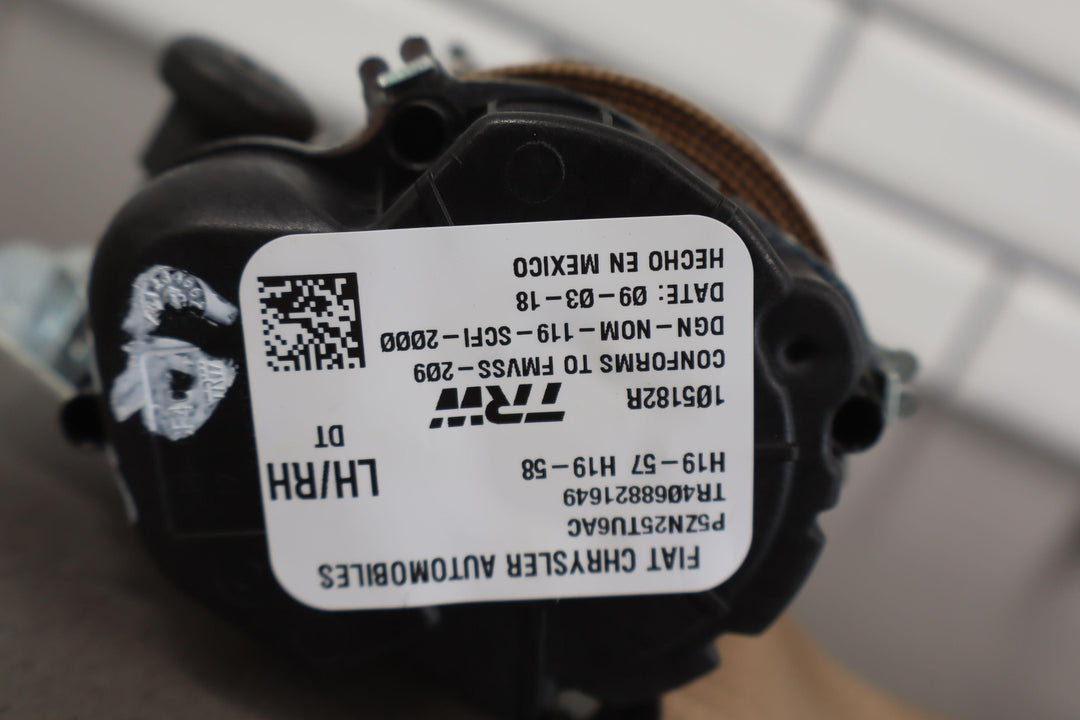 FIAT CHRYSLER AUTOMOBILES
P5ZN25TU6AC
TR4068821649
H19-57 H19-58
LH/RH
DT
105182R
TRW
CONFORMS TO FMVSS-209
DGN-NOM-119-SCFI-2000
DATE: 09-03-18
HECHO EN MEXICO